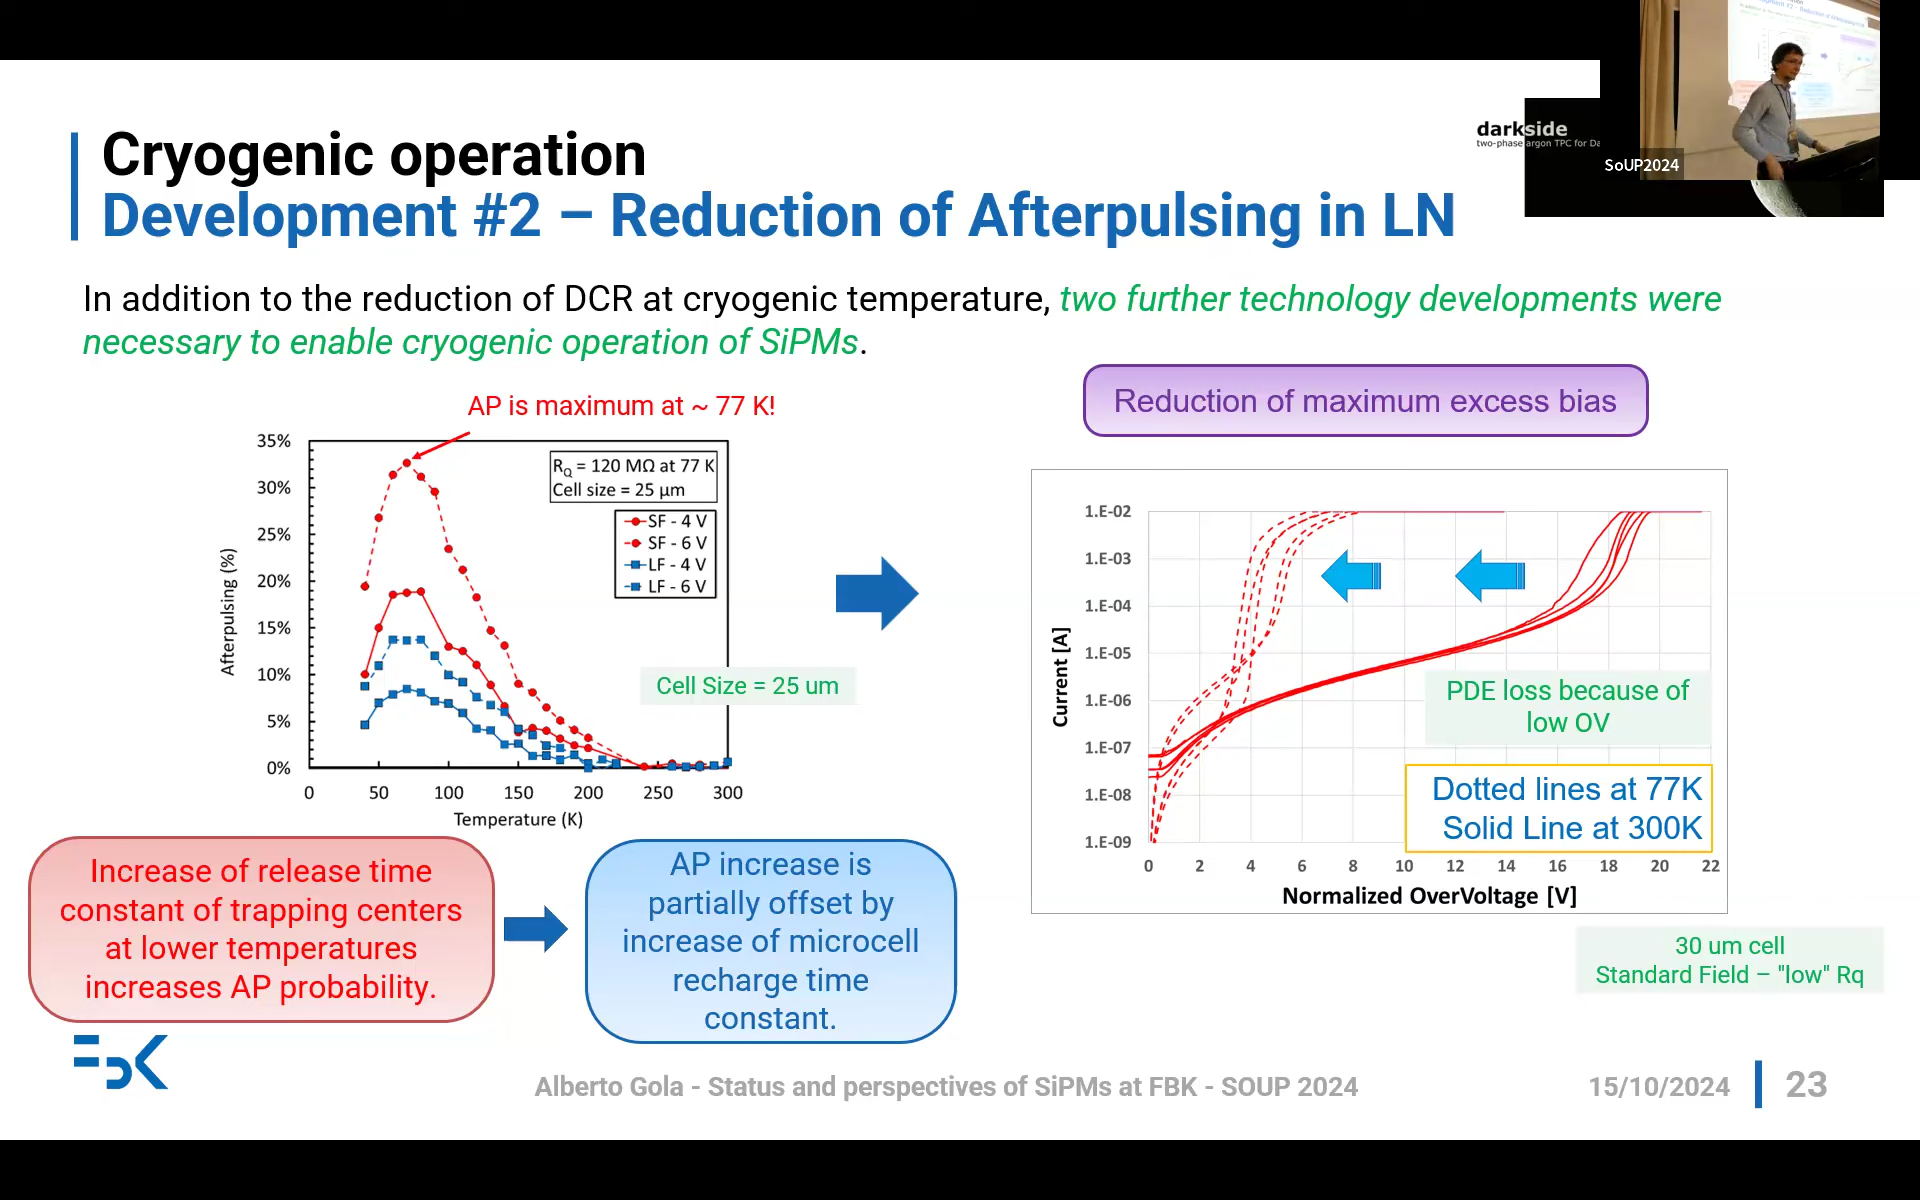 Cryogenic operation
Development #2 – Reduction of Afterpulsing in LN
darkside
two-phase argon TPC for Da
SoUP2024
In addition to the reduction of DCR at cryogenic temperature, two further technology developments were
necessary to enable cryogenic operation of SiPMs.
AP is maximum at ~ 77 K!
35%
30%
25%
20%
15%
10%
5%
0%
Afterpulsing (%)
R_Q = 120 MΩ at 77 K
Cell size = 25 µm
SF - 4 V
SF - 6 V
LF - 4 V
LF - 6 V
Cell Size = 25 um
0 50 100 150 200 250 300
Temperature (K)
Reduction of maximum excess bias
1.E-02
1.E-03
1.E-04
1.E-05
1.E-06
1.E-07
1.E-08
1.E-09
Current [A]
PDE loss because of
low OV
Dotted lines at 77K
Solid Line at 300K
0 2 4 6 8 10 12 14 16 18 20 22
Normalized OverVoltage [V]
Increase of release time
constant of trapping centers
at lower temperatures
increases AP probability.
AP increase is
partially offset by
increase of microcell
recharge time
constant.
30 um cell
Standard Field – "low" Rq
FBK
Alberto Gola - Status and perspectives of SiPMs at FBK - SOUP 2024
15/10/2024
23